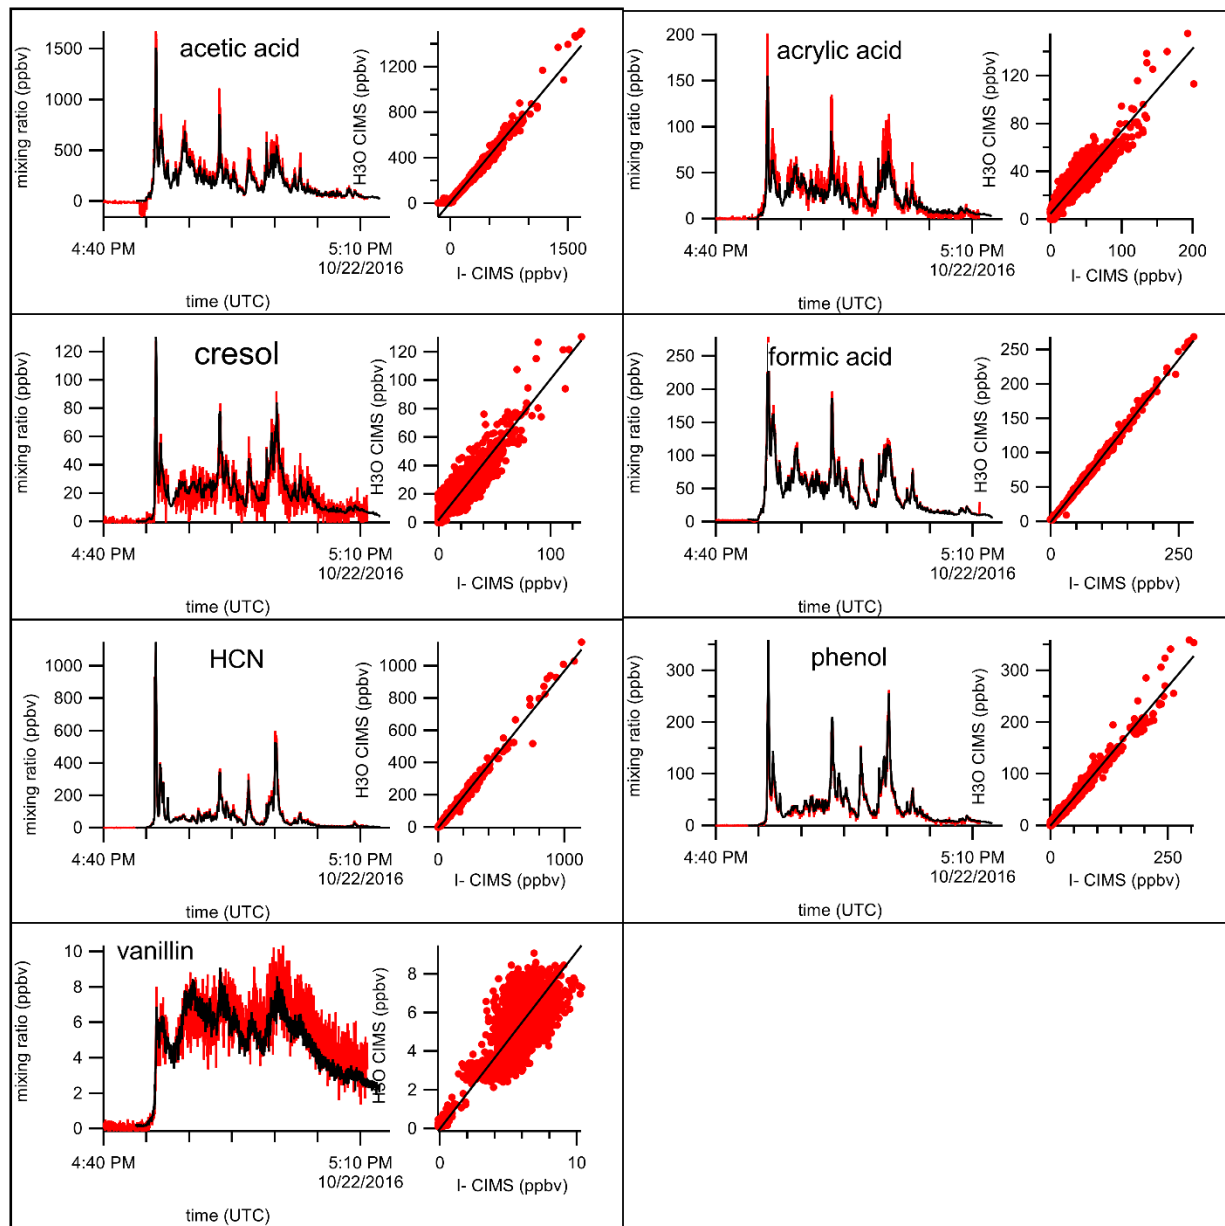 acetic acid
mixing ratio (ppbv)
1500
1000
500
0
4:40 PM
5:10 PM
10/22/2016
time (UTC)
H3O CIMS (ppbv)
1200
800
400
0
0
1500
I- CIMS (ppbv)
acrylic acid
mixing ratio (ppbv)
200
150
100
50
0
4:40 PM
5:10 PM
10/22/2016
time (UTC)
H3O CIMS (ppbv)
160
120
80
40
0
0
100
200
I- CIMS (ppbv)
cresol
mixing ratio (ppbv)
120
100
80
60
40
20
0
4:40 PM
5:10 PM
10/22/2016
time (UTC)
H3O CIMS (ppbv)
120
100
80
60
40
20
0
0
100
I- CIMS (ppbv)
formic acid
mixing ratio (ppbv)
250
200
150
100
50
0
4:40 PM
5:10 PM
10/22/2016
time (UTC)
H3O CIMS (ppbv)
250
200
150
100
50
0
0
250
I- CIMS (ppbv)
HCN
mixing ratio (ppbv)
1000
800
600
400
200
0
4:40 PM
5:10 PM
10/22/2016
time (UTC)
H3O CIMS (ppbv)
1000
800
600
400
200
0
0
1000
I- CIMS (ppbv)
phenol
mixing ratio (ppbv)
300
200
100
0
4:40 PM
5:10 PM
10/22/2016
time (UTC)
H3O CIMS (ppbv)
300
200
100
0
0
250
I- CIMS (ppbv)
vanillin
mixing ratio (ppbv)
10
8
6
4
2
0
4:40 PM
5:10 PM
10/22/2016
time (UTC)
H3O CIMS (ppbv)
8
6
4
2
0
0
10
I- CIMS (ppbv)